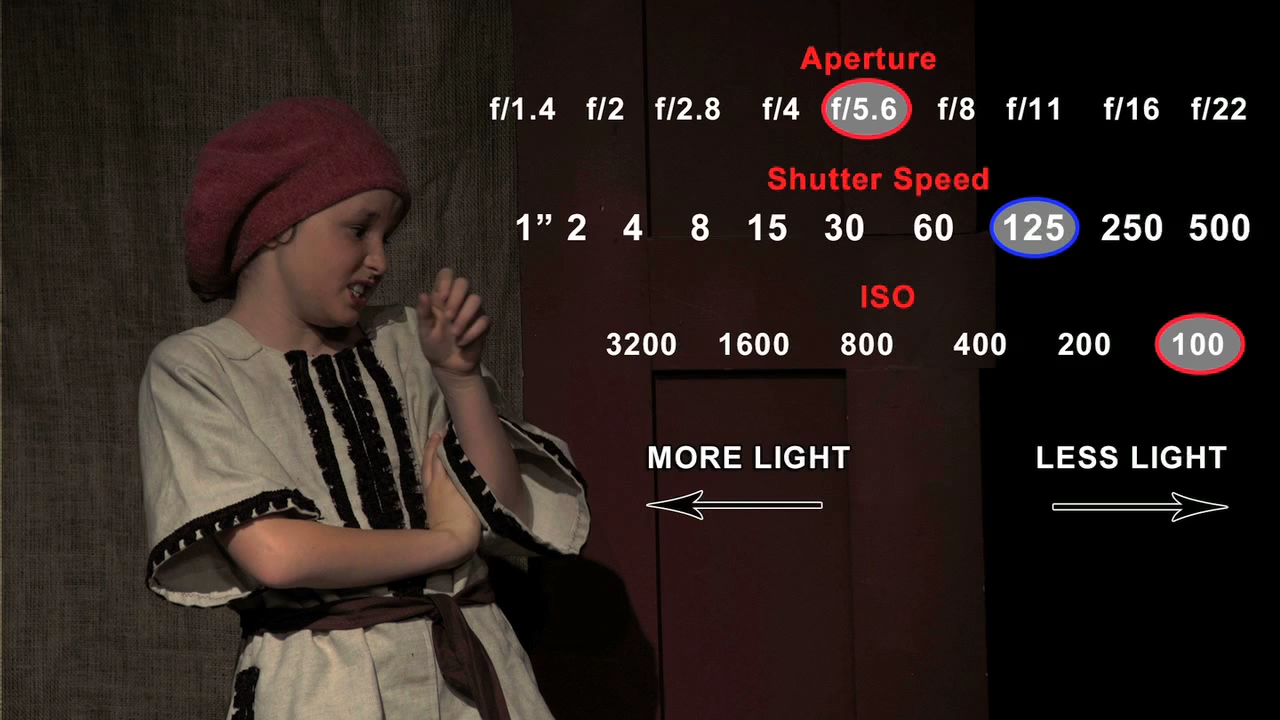 Aperture
f/1.4 f/2 f/2.8 f/4 f/5.6 f/8 f/11 f/16 f/22
Shutter Speed
1” 2 4 8 15 30 60 125 250 500
ISO
3200 1600 800 400 200 100
MORE LIGHT LESS LIGHT